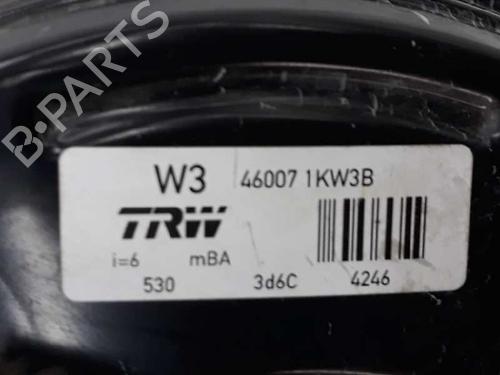 B-PARTS
W3 46007 1KW3B
TRW
i=6 mBA
530 3d6C 4246